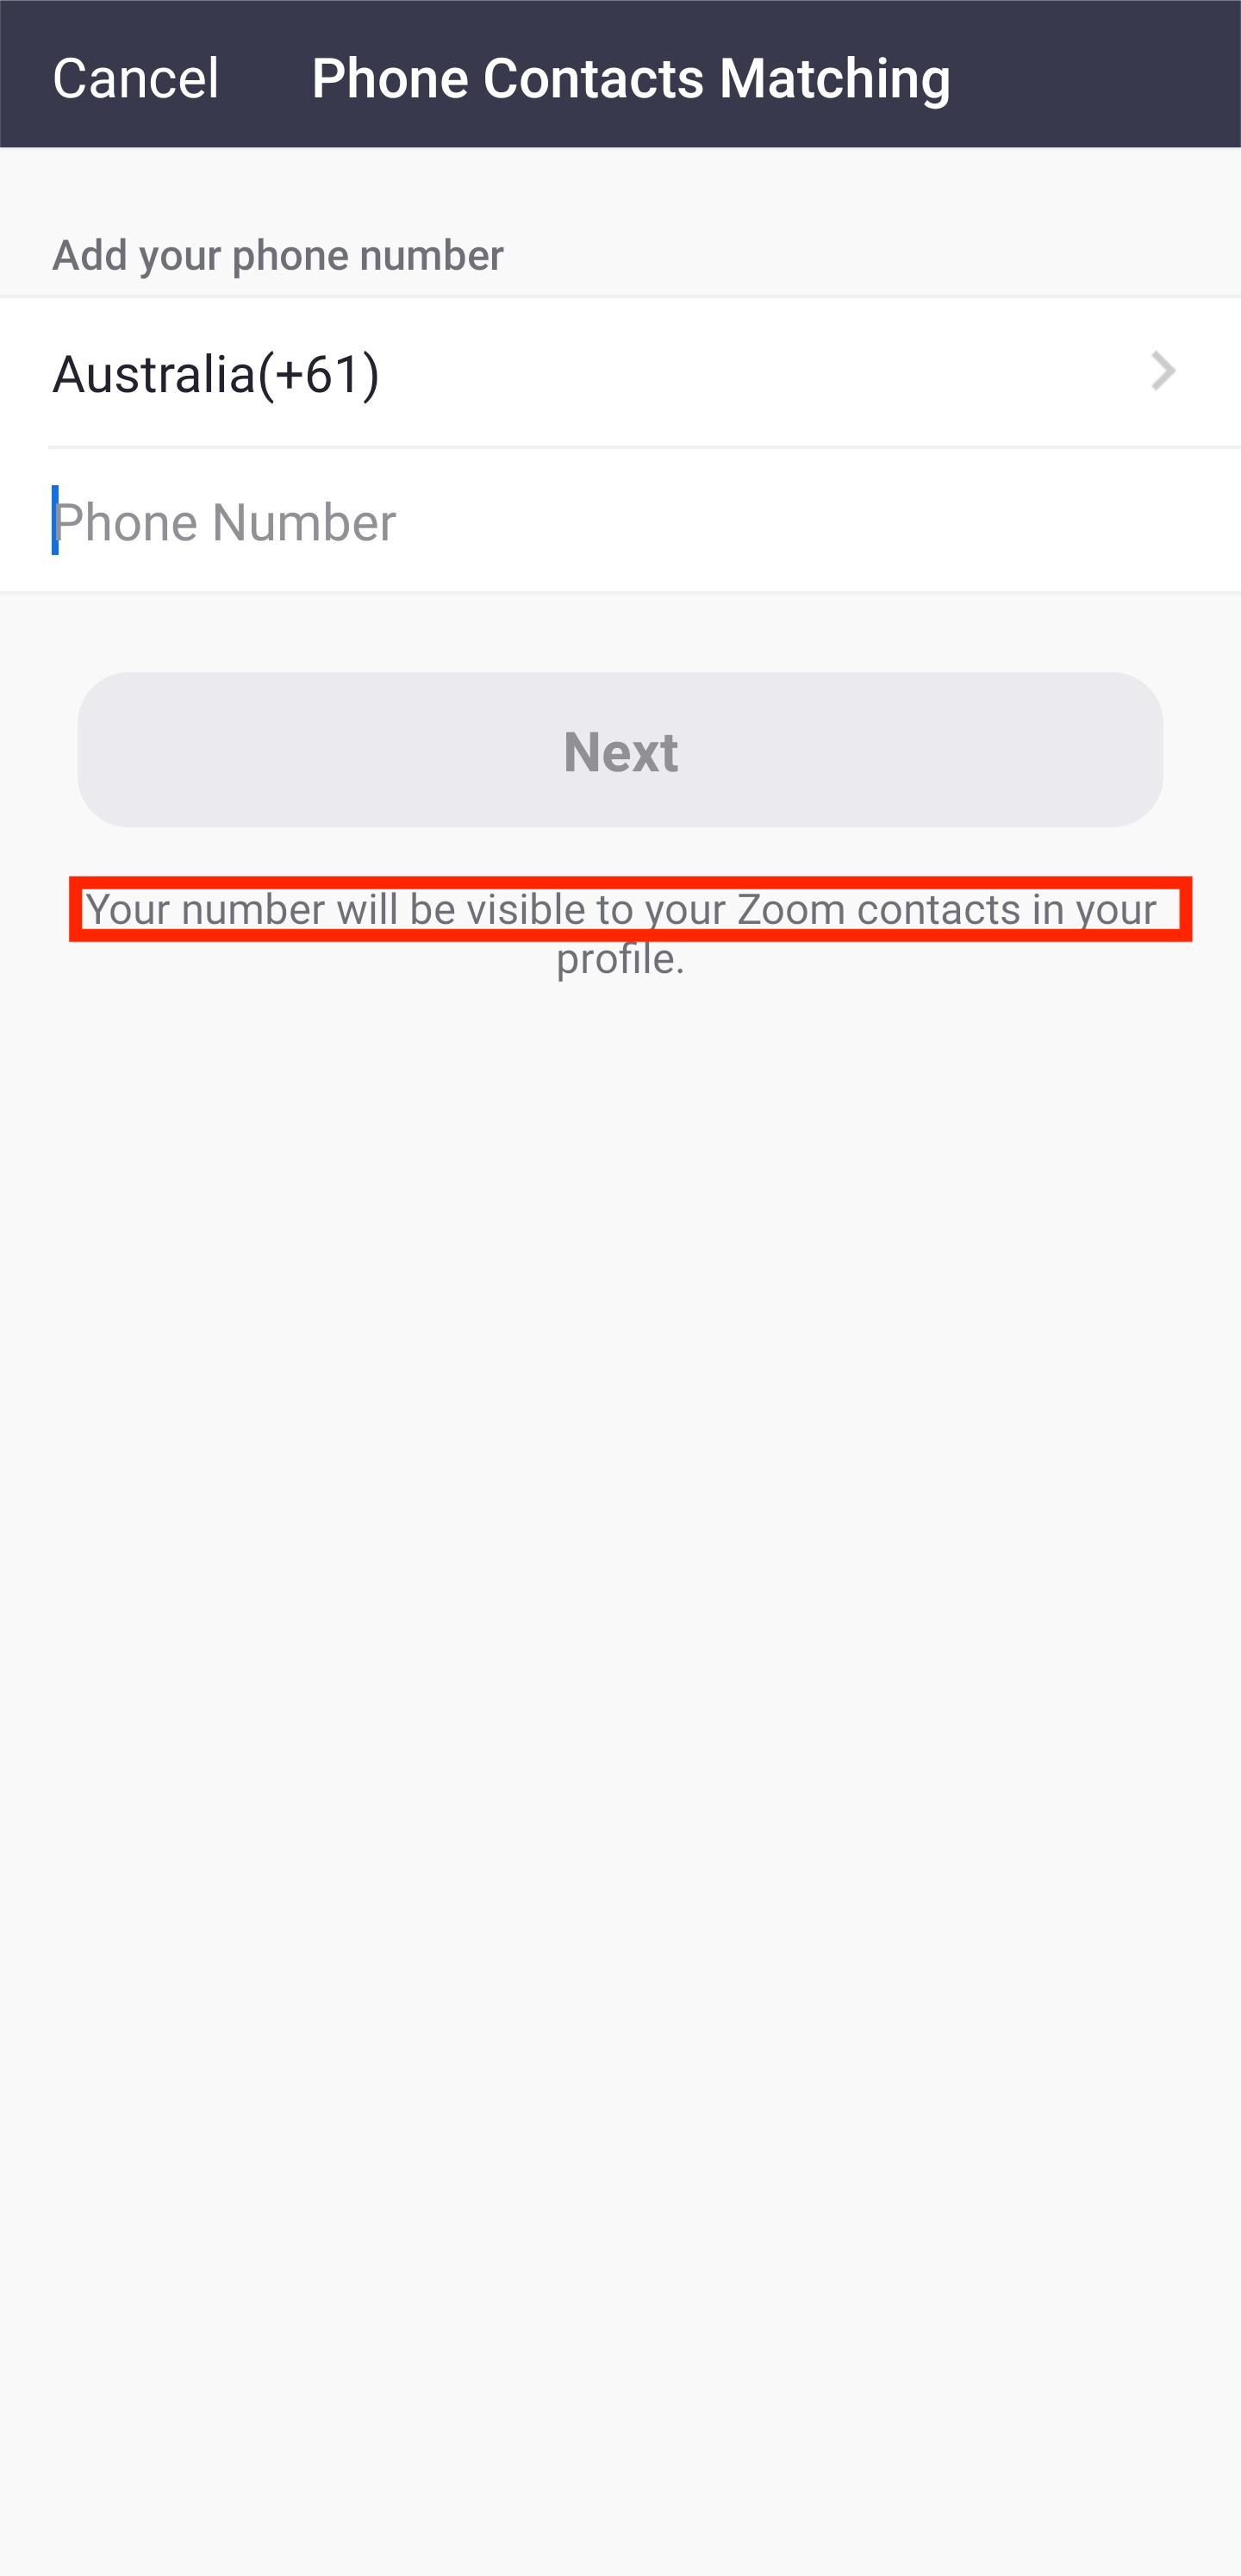 Cancel Phone Contacts Matching
Add your phone number
Australia(+61)
Phone Number
Next
Your number will be visible to your Zoom contacts in your
profile.